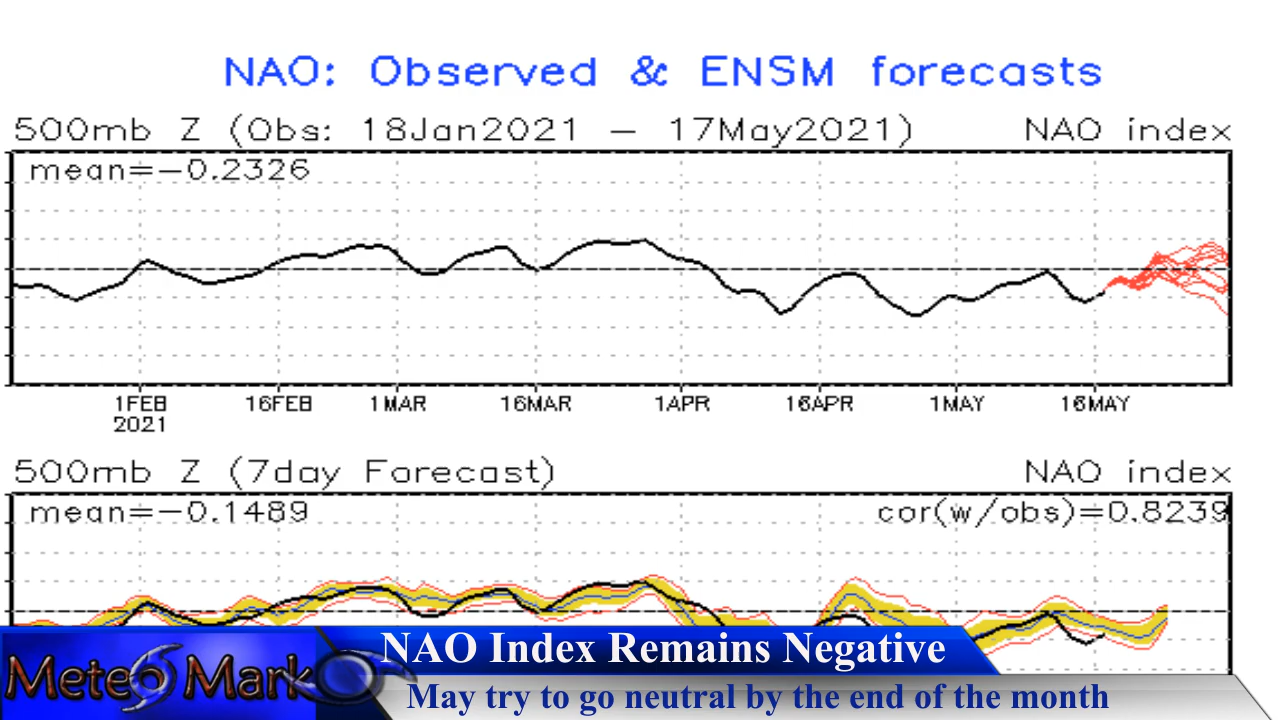 NAO: Observed & ENSM forecasts
500mb Z (Obs: 18Jan2021 – 17May2021) NAO index
mean=−0.2326
1FEB 16FEB 1MAR 16MAR 1APR 16APR 1MAY 16MAY
2021
500mb Z (7day Forecast) NAO index
mean=−0.1489 cor(w/obs)=0.8239
NAO Index Remains Negative
MeteoMark
May try to go neutral by the end of the month